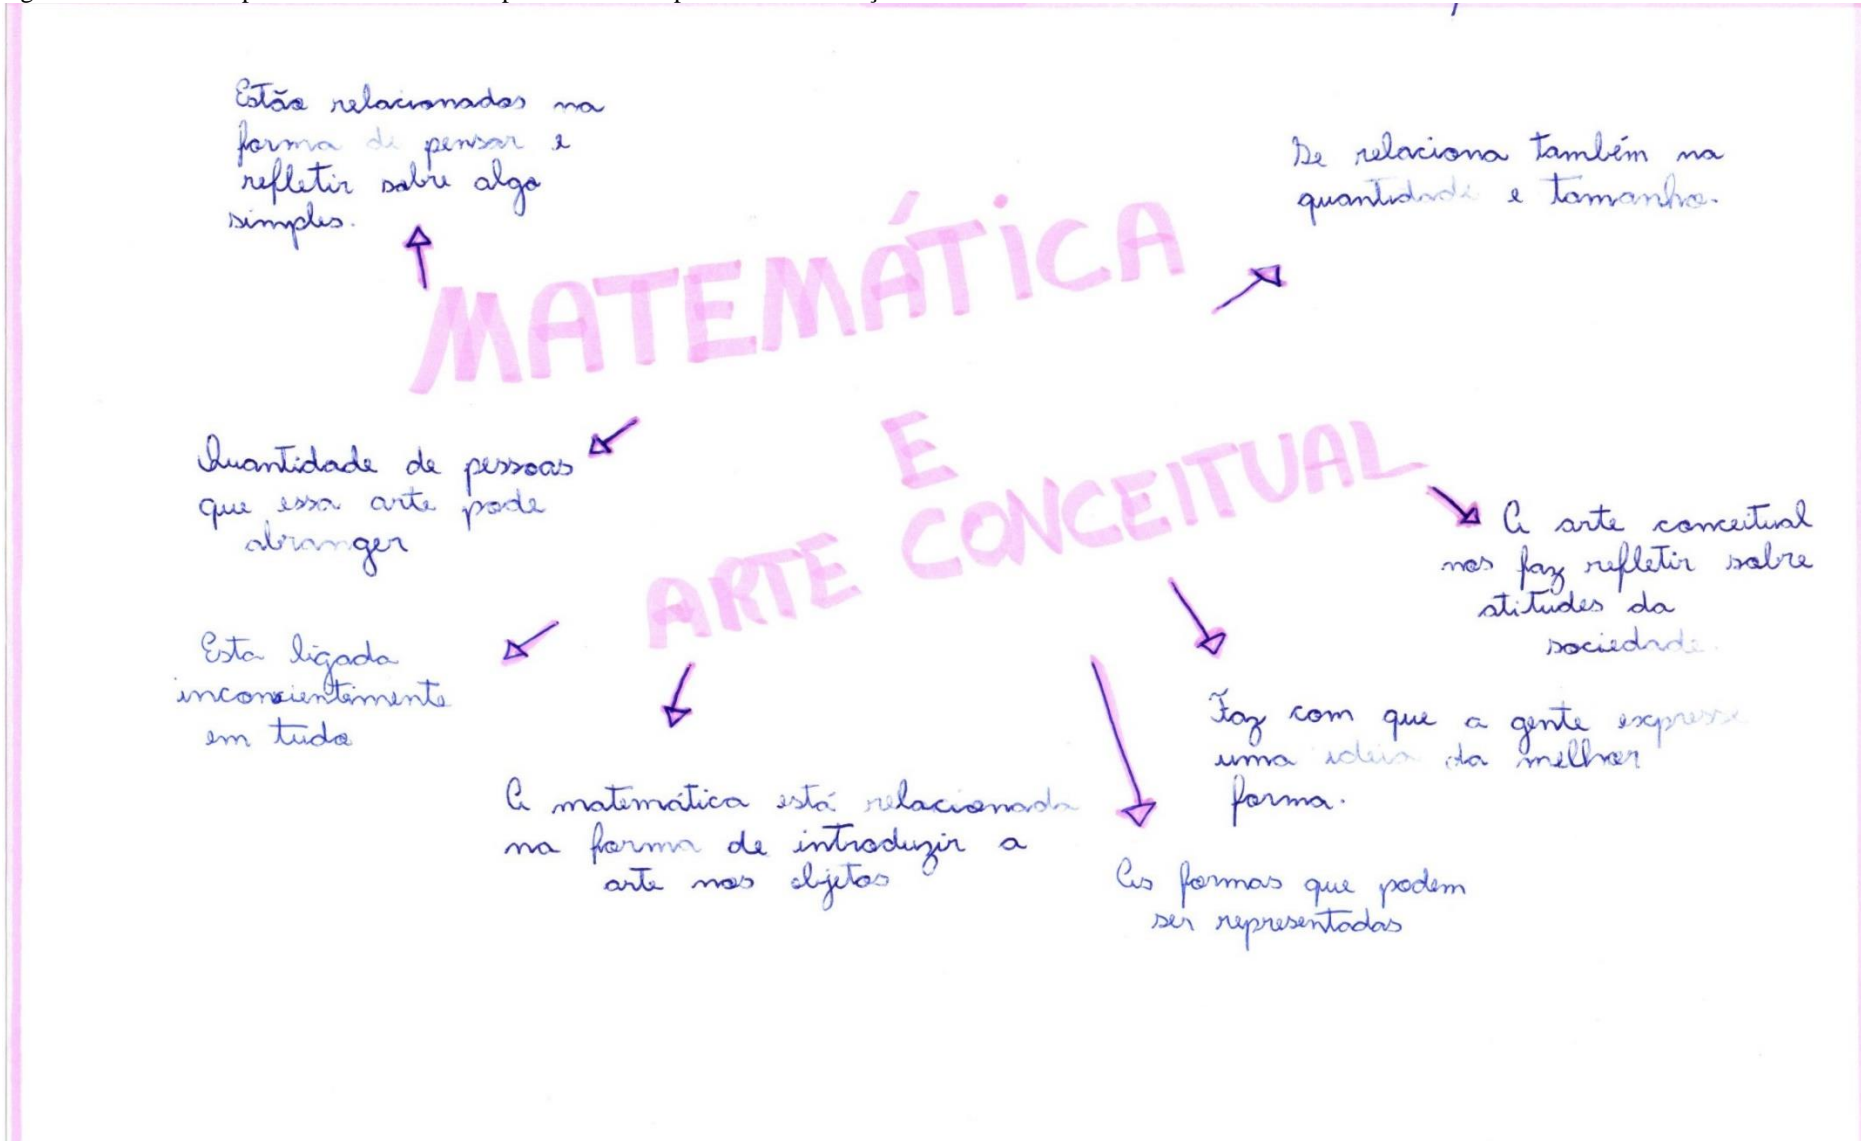 Estão relacionados na
forma de pensar e
refletir sobre algo
simples.
Se relaciona também na
quantidade e tamanho.
MATEMÁTICA
E
ARTE CONCEITUAL
Quantidade de pessoas
que essa arte pode
abranger
A arte conceitual
nos faz refletir sobre
atitudes da
sociedade.
Esta ligada
inconscientemente
em tudo
Faz com que a gente expresse
uma ideia da melhor
forma.
A matemática está relacionada
na forma de introduzir a
arte nos objetos
As formas que podem
ser representadas